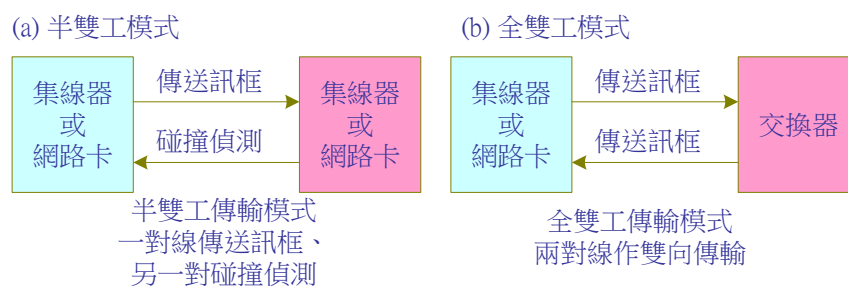 (a) 半雙工模式
集線器
或
網路卡
傳送訊框
碰撞偵測
集線器
或
網路卡
半雙工傳輸模式
一對線傳送訊框、
另一對碰撞偵測
(b) 全雙工模式
集線器
或
網路卡
傳送訊框
傳送訊框
交換器
全雙工傳輸模式
兩對線作雙向傳輸